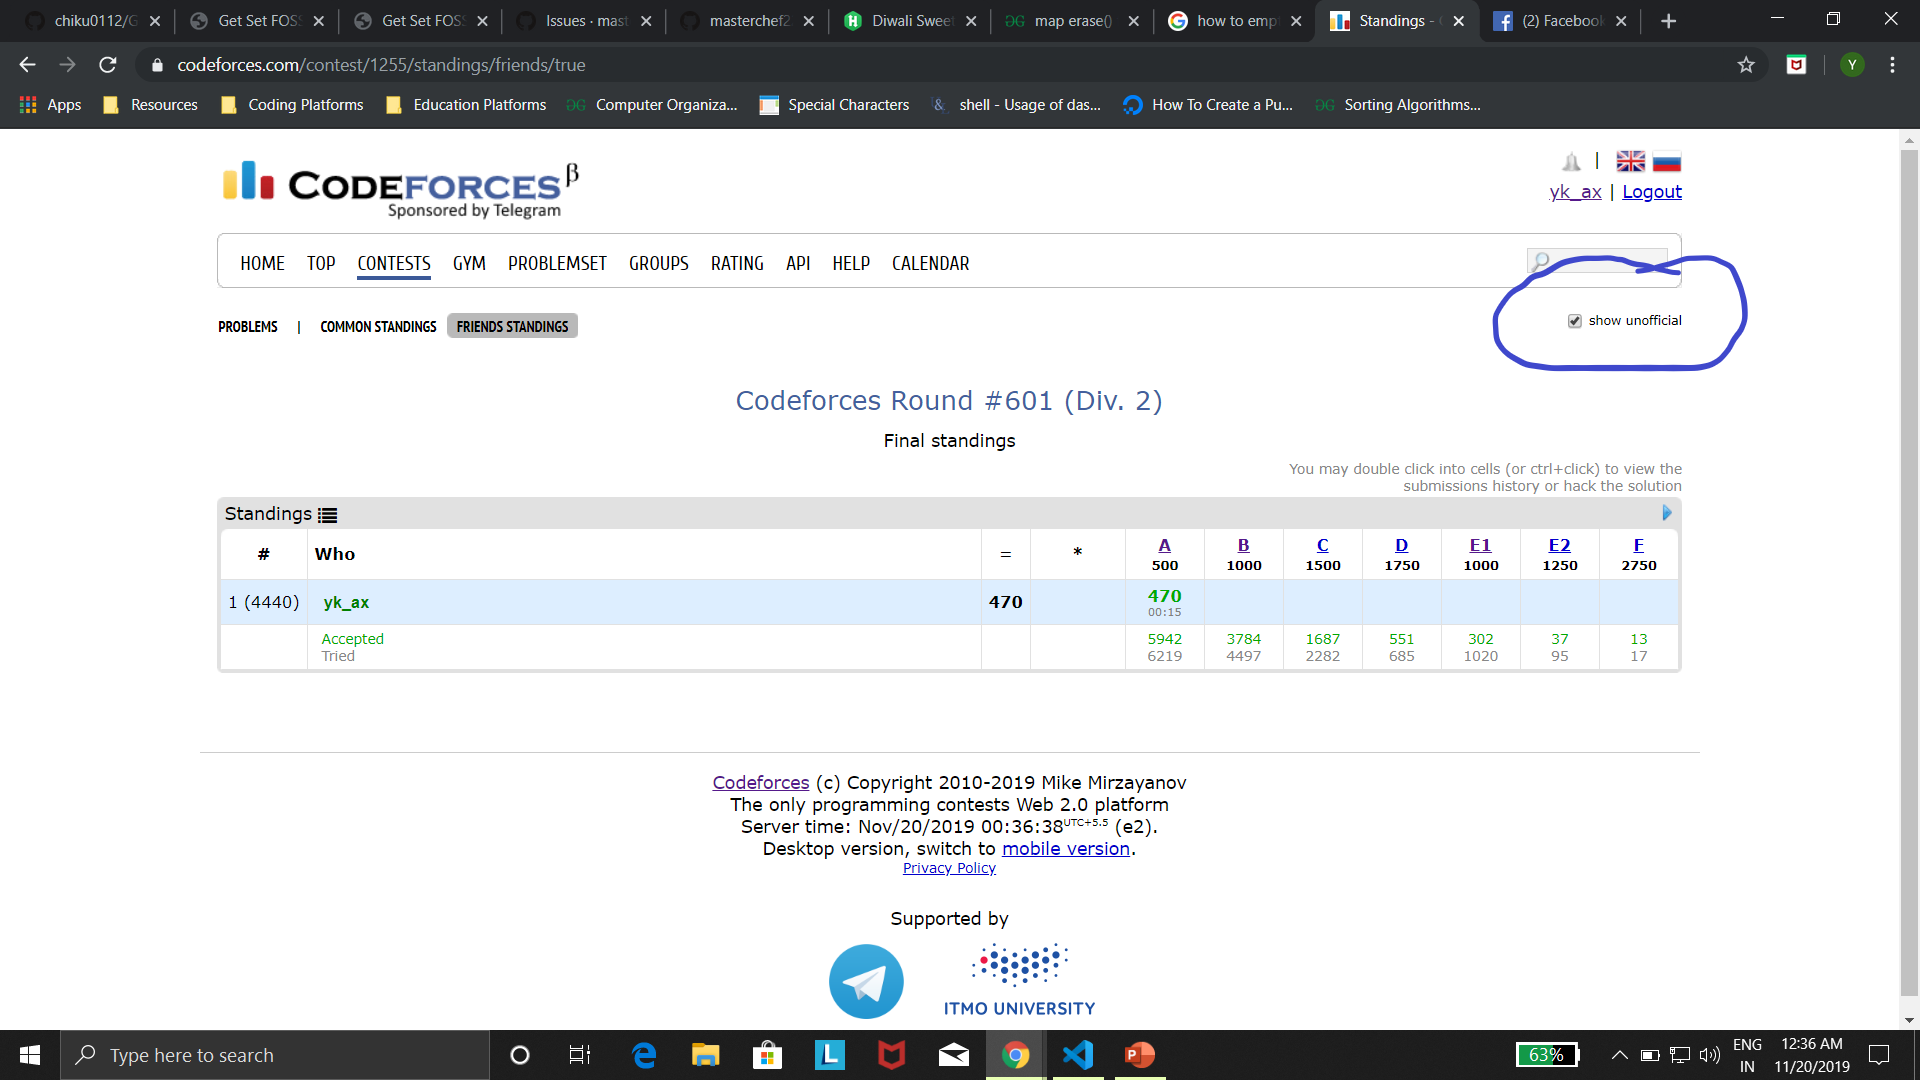 chiku0112/G
Get Set FOSS
Get Set FOSS
Issues · mast
masterchef2
Diwali Sweet
map erase()
how to empt
Standings - C
(2) Facebook
codeforces.com/contest/1255/standings/friends/true
Y
Apps
Resources
Coding Platforms
Education Platforms
Computer Organiza...
Special Characters
shell - Usage of das...
How To Create a Pu...
Sorting Algorithms...
CODEFORCES β
Sponsored by Telegram
yk_ax | Logout
HOME TOP CONTESTS GYM PROBLEMSET GROUPS RATING API HELP CALENDAR
PROBLEMS | COMMON STANDINGS FRIENDS STANDINGS
show unofficial
Codeforces Round #601 (Div. 2)
Final standings
You may double click into cells (or ctrl+click) to view the
submissions history or hack the solution
Standings
# Who = * A B C D E1 E2 F
500 1000 1500 1750 1000 1250 2750
1 (4440) yk_ax 470 470
00:15
Accepted 5942 3784 1687 551 302 37 13
Tried 6219 4497 2282 685 1020 95 17
Codeforces (c) Copyright 2010-2019 Mike Mirzayanov
The only programming contests Web 2.0 platform
Server time: Nov/20/2019 00:36:38 UTC+5.5 (e2).
Desktop version, switch to mobile version.
Privacy Policy
Supported by
ITMO UNIVERSITY
Type here to search
63%
ENG
IN
12:36 AM
11/20/2019